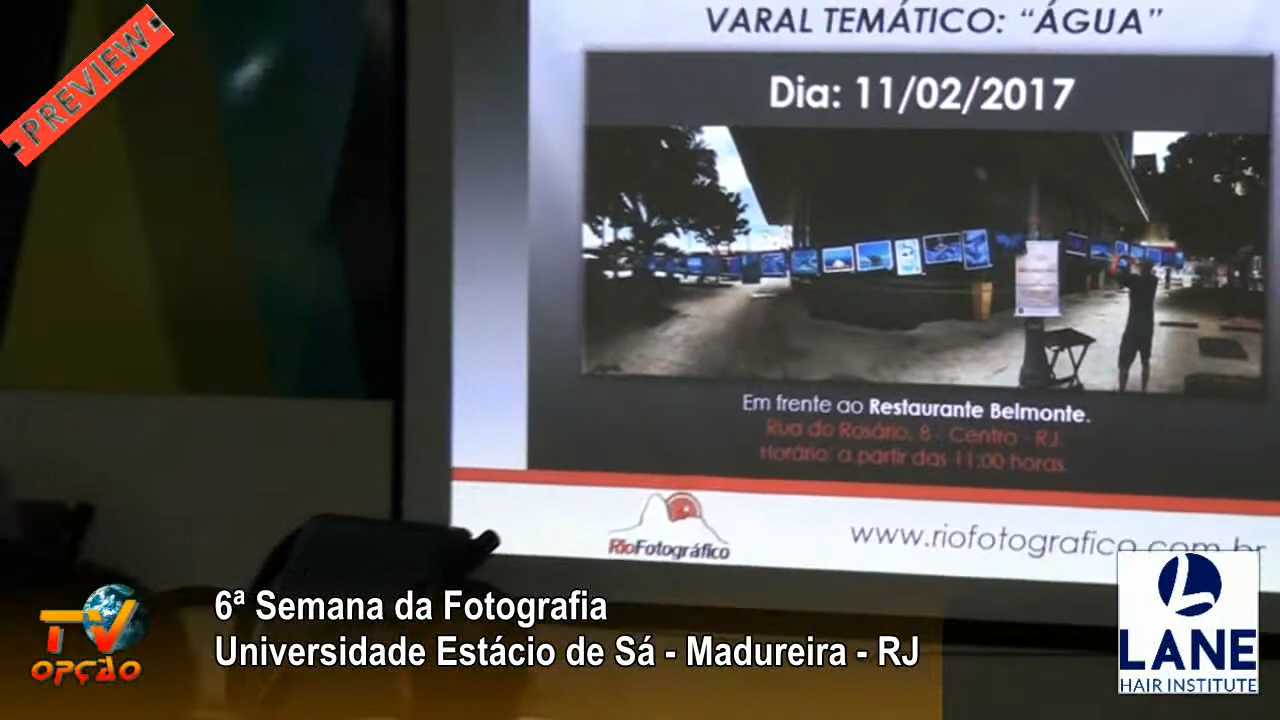 PREVIEW
VARAL TEMÁTICO: “ÁGUA”
Dia: 11/02/2017
Em frente ao Restaurante Belmonte.
Rua do Rosário, 8 - Centro - RJ.
Horário: a partir das 11:00 horas.
RioFotográfico
www.riofotografico.com.br
TV
OPÇÃO
6ª Semana da Fotografia
Universidade Estácio de Sá - Madureira - RJ
L
LANE
HAIR INSTITUTE